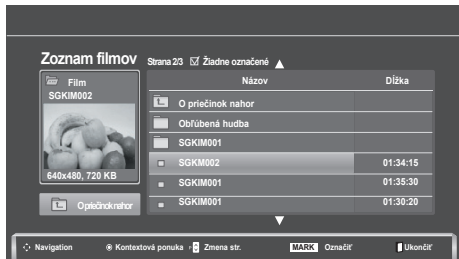 Zoznam filmov
Strana 2/3 Žiadne označené
Film
SGKIM002
640x480, 720 KB
O priečinok nahor
Názov Dĺžka
O priečinok nahor
Obľúbená hudba
SGKIM001
SGKM002 01:34:15
SGKIM001 01:35:30
SGKIM001 01:30:20
Navigation Kontextová ponuka Zmena str. MARK Označiť Ukončiť